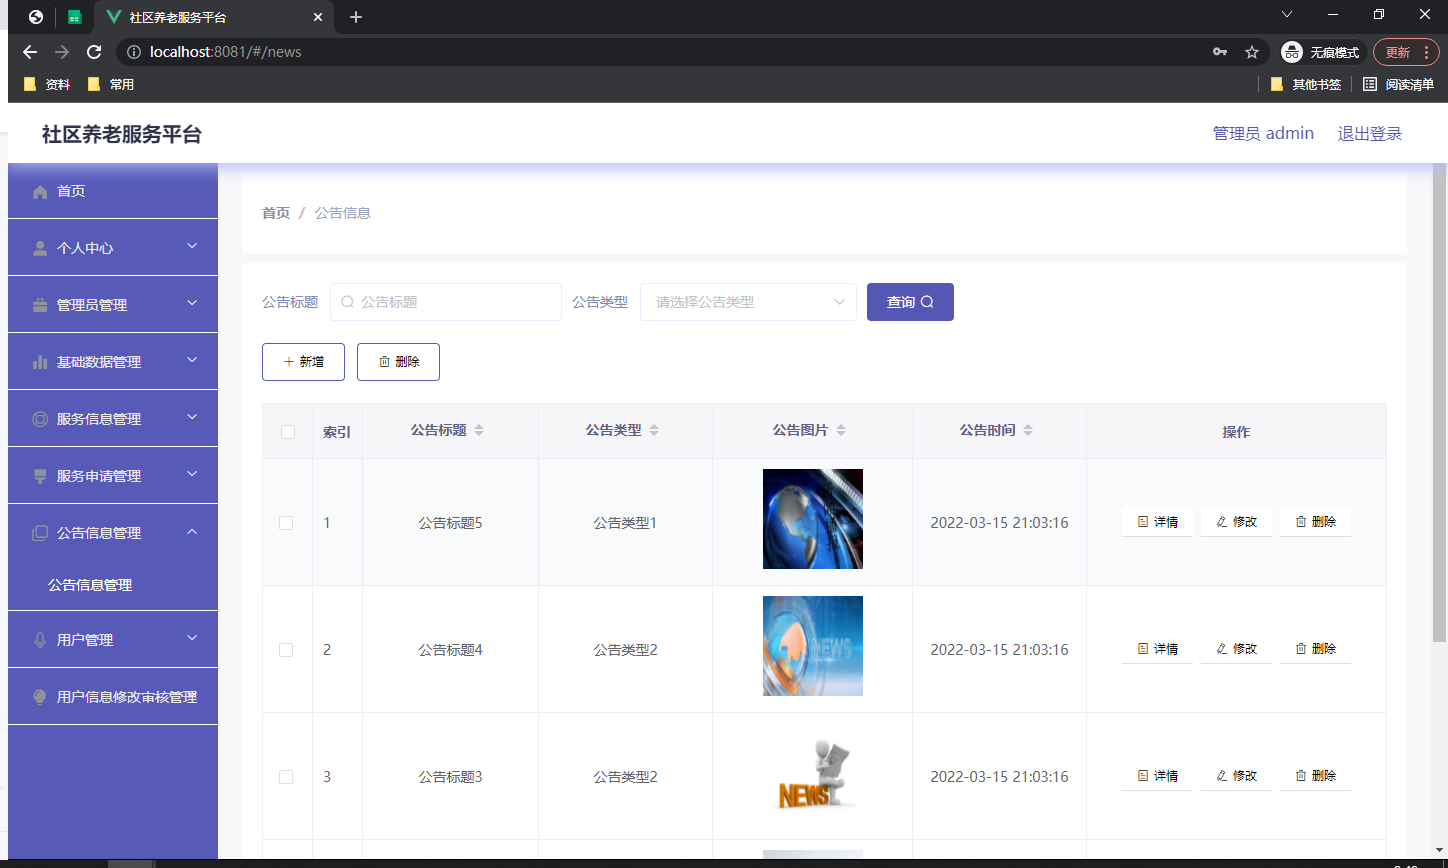 社区养老服务平台
localhost:8081/#/news
无痕模式
更新
资料
常用
其他书签
阅读清单
社区养老服务平台
管理员 admin
退出登录
首页
个人中心
管理员管理
基础数据管理
服务信息管理
服务申请管理
公告信息管理
公告信息管理
用户管理
用户信息修改审核管理
首页 / 公告信息
公告标题
公告标题
公告类型
请选择公告类型
查询
新增
删除
索引 公告标题 公告类型 公告图片 公告时间 操作
1 公告标题5 公告类型1 2022-03-15 21:03:16 详情 修改 删除
2 公告标题4 公告类型2 NEWS 2022-03-15 21:03:16 详情 修改 删除
3 公告标题3 公告类型2 NEWS 2022-03-15 21:03:16 详情 修改 删除